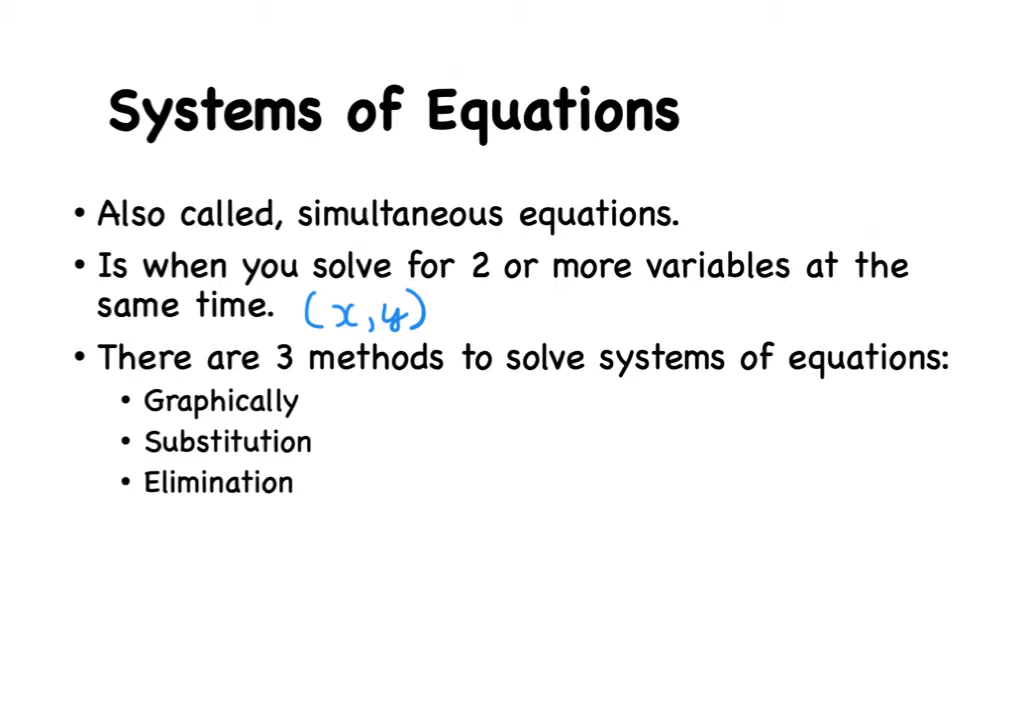 Systems of Equations
• Also called, simultaneous equations.
• Is when you solve for 2 or more variables at the
same time. (x,y)
• There are 3 methods to solve systems of equations:
• Graphically
• Substitution
• Elimination